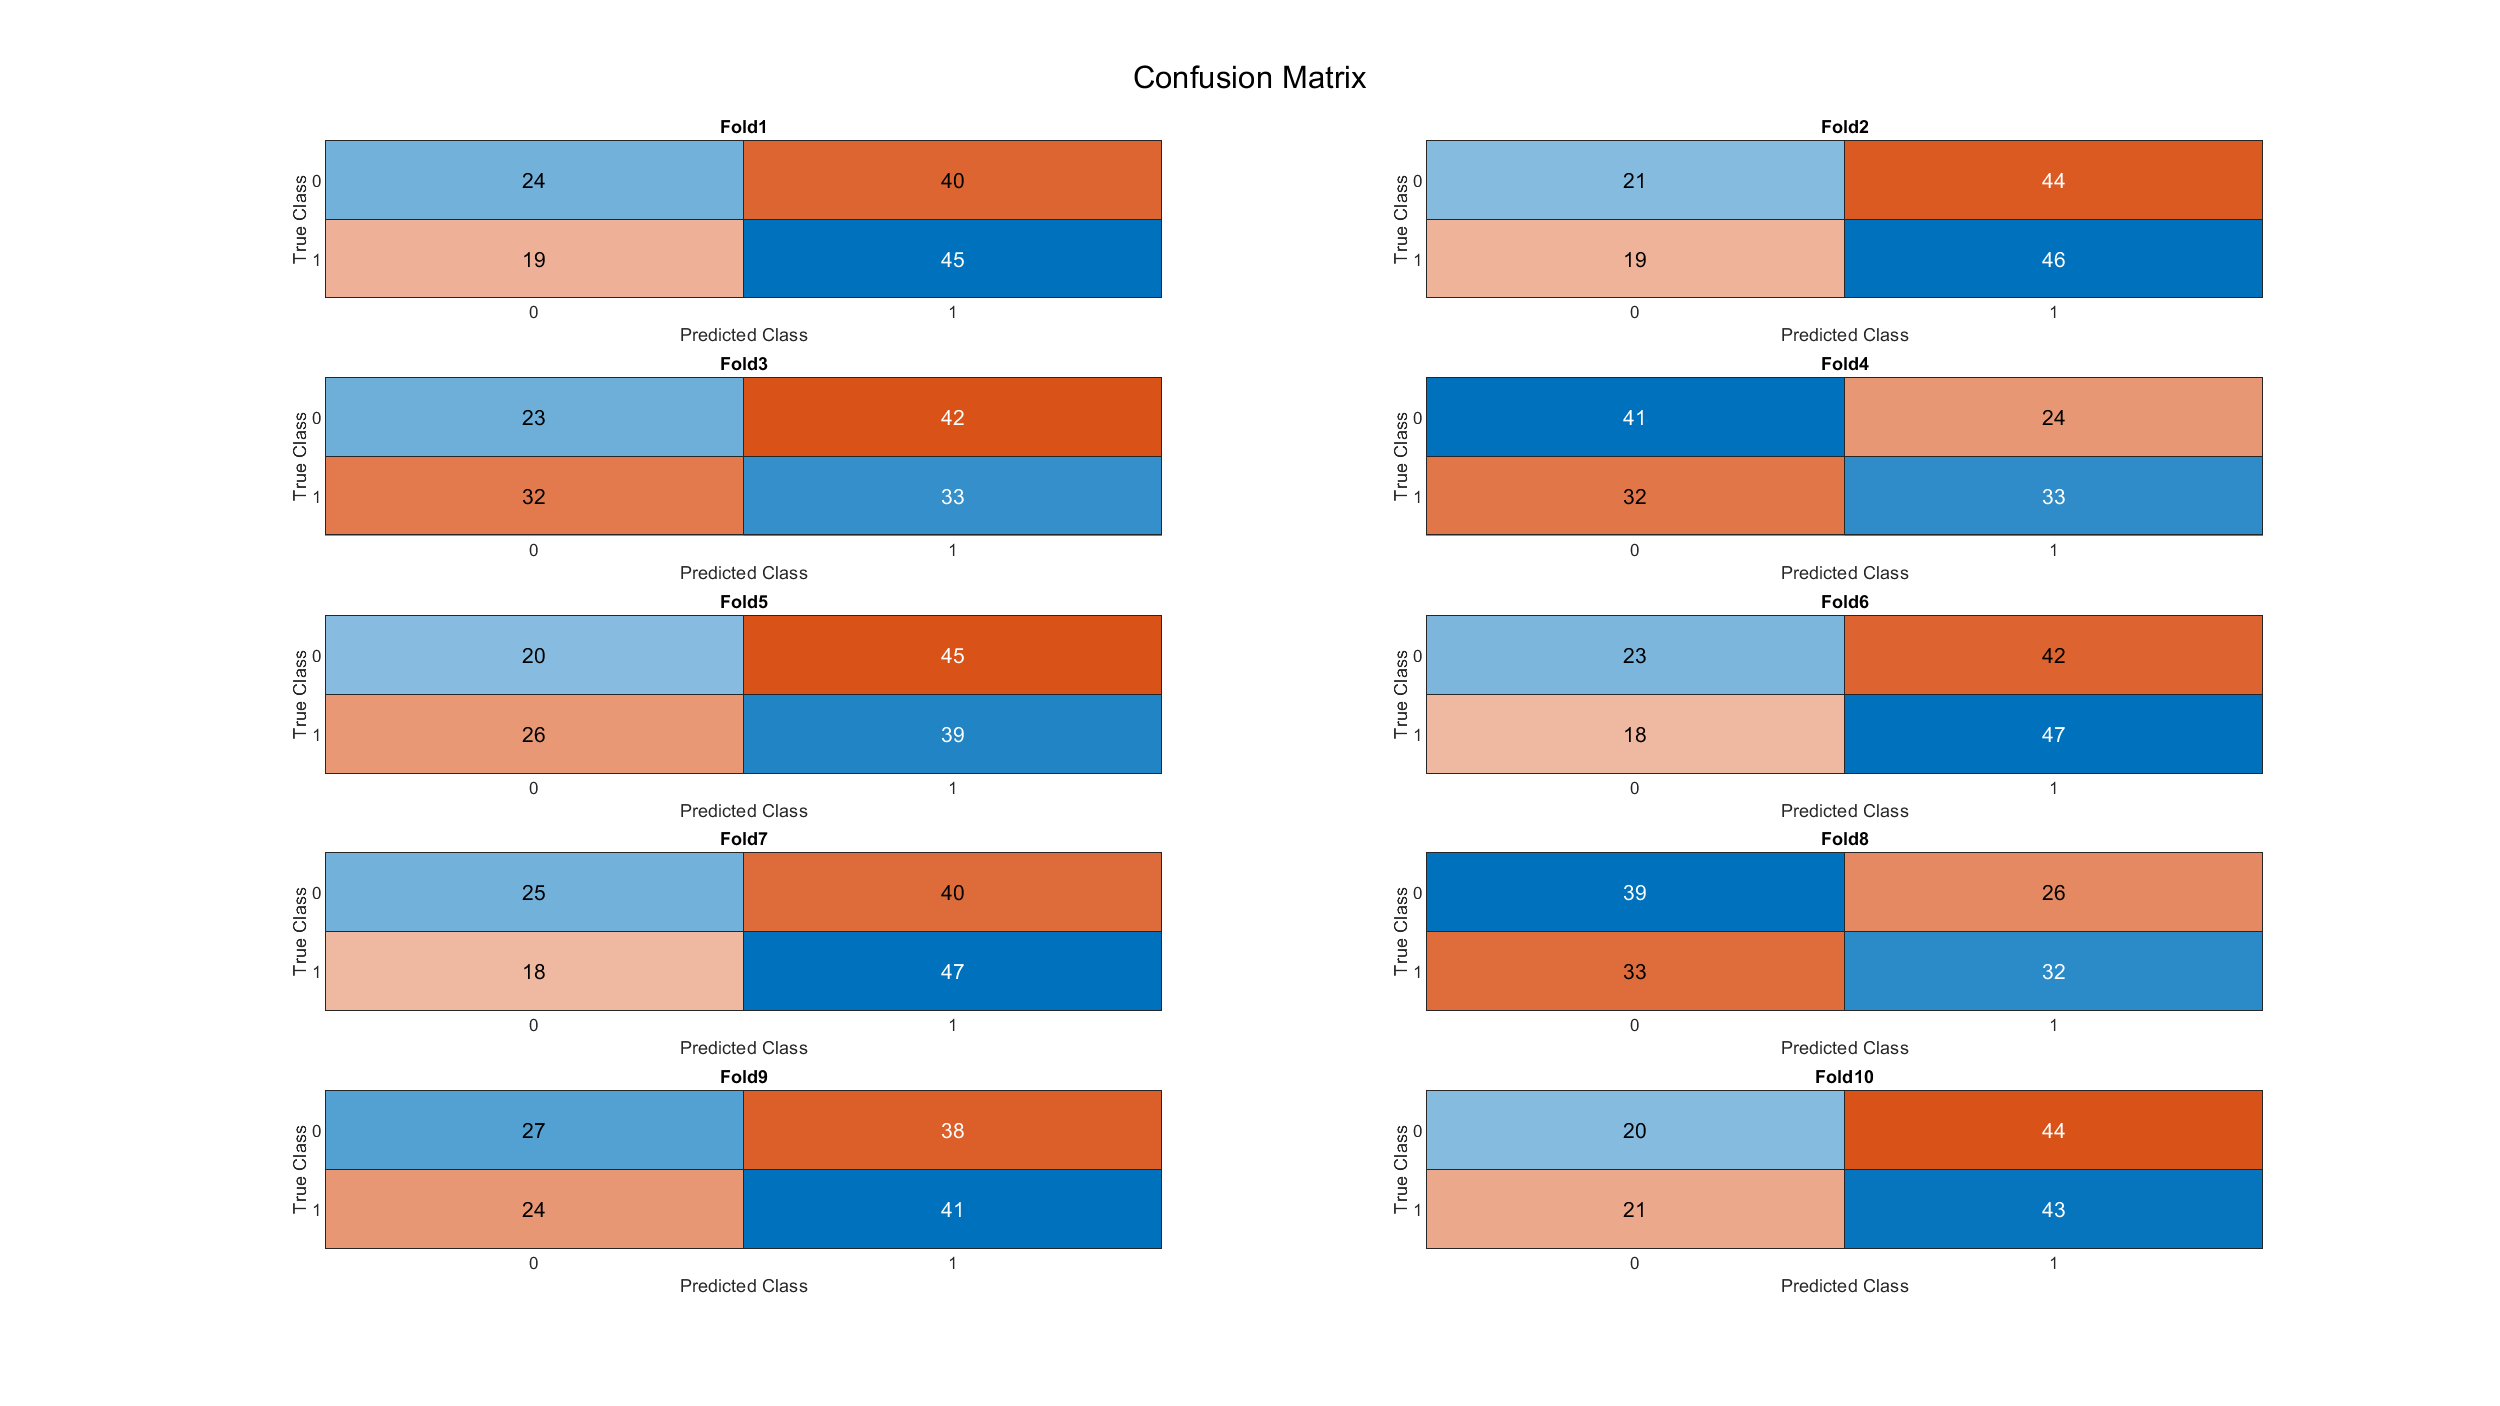 Confusion Matrix
Fold1
True Class
0 24 40
1 19 45
0 1
Predicted Class
Fold2
True Class
0 21 44
1 19 46
0 1
Predicted Class
Fold3
True Class
0 23 42
1 32 33
0 1
Predicted Class
Fold4
True Class
0 41 24
1 32 33
0 1
Predicted Class
Fold5
True Class
0 20 45
1 26 39
0 1
Predicted Class
Fold6
True Class
0 23 42
1 18 47
0 1
Predicted Class
Fold7
True Class
0 25 40
1 18 47
0 1
Predicted Class
Fold8
True Class
0 39 26
1 33 32
0 1
Predicted Class
Fold9
True Class
0 27 38
1 24 41
0 1
Predicted Class
Fold10
True Class
0 20 44
1 21 43
0 1
Predicted Class